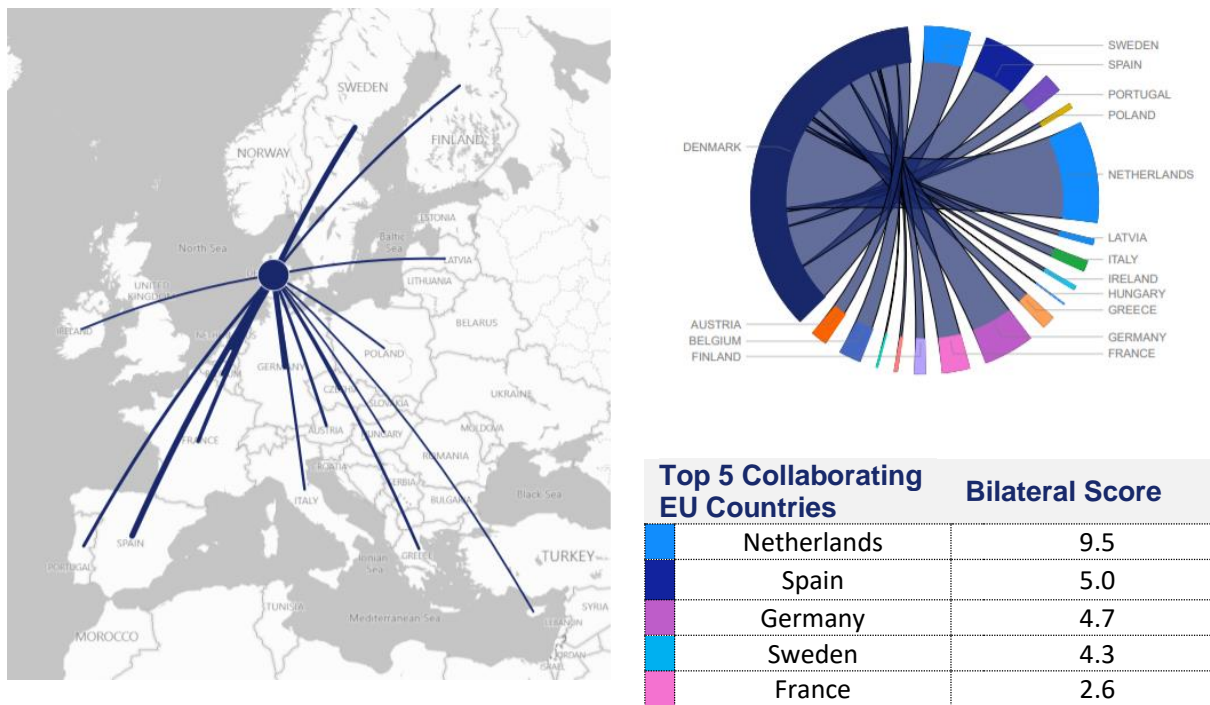 SWEDEN
FINLAND
NORWAY
ESTONIA
North Sea
Baltic
Sea
LATVIA
LITHUANIA
UNITED
KINGDOM
IRELAND
BELARUS
POLAND
GERMANY
UKRAINE
SLOVAKIA
MOLDOVA
FRANCE
AUSTRIA
HUNGARY
ROMANIA
CROATIA
SERBIA
ITALY
BULGARIA
Black Sea
SPAIN
PORTUGAL
Ionian
Sea
GREECE
TURKEY
TUNISIA
SYRIA
Mediterranean Sea
LEBANON
MOROCCO
JORDAN
ISRAEL
SWEDEN
SPAIN
PORTUGAL
POLAND
DENMARK
NETHERLANDS
LATVIA
ITALY
IRELAND
HUNGARY
GREECE
AUSTRIA
BELGIUM
FINLAND
GERMANY
FRANCE
Top 5 Collaborating
EU Countries
Bilateral Score
Netherlands 9.5
Spain 5.0
Germany 4.7
Sweden 4.3
France 2.6